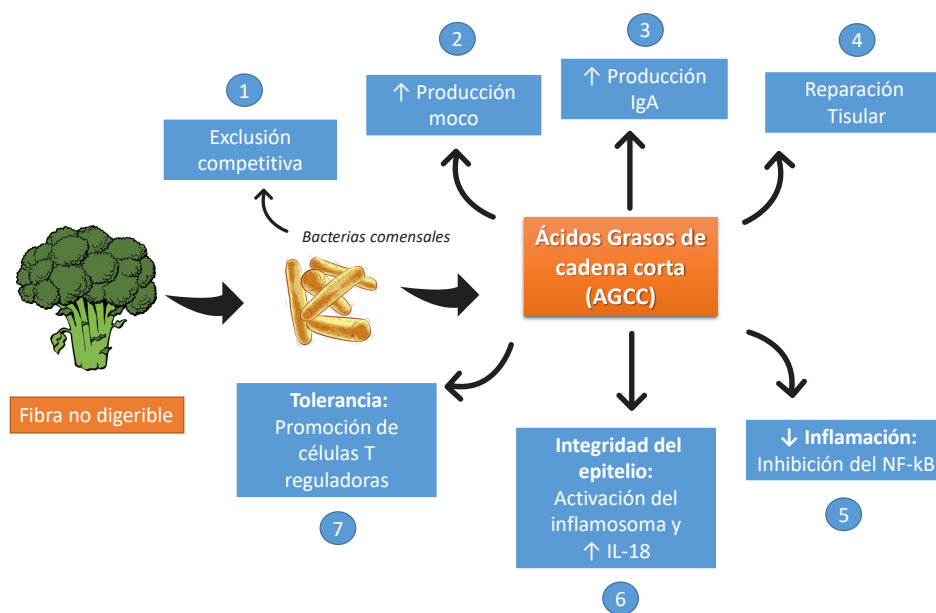 1
Exclusión
competitiva
2
↑ Producción
moco
3
↑ Producción
IgA
4
Reparación
Tisular
Bacterias comensales
Ácidos Grasos de
cadena corta
(AGCC)
Fibra no digerible
Tolerancia:
Promoción de
células T
reguladoras
7
Integridad del
epitelio:
Activación del
inflamosoma y
↑ IL-18
6
↓ Inflamación:
Inhibición del NF-kB
5